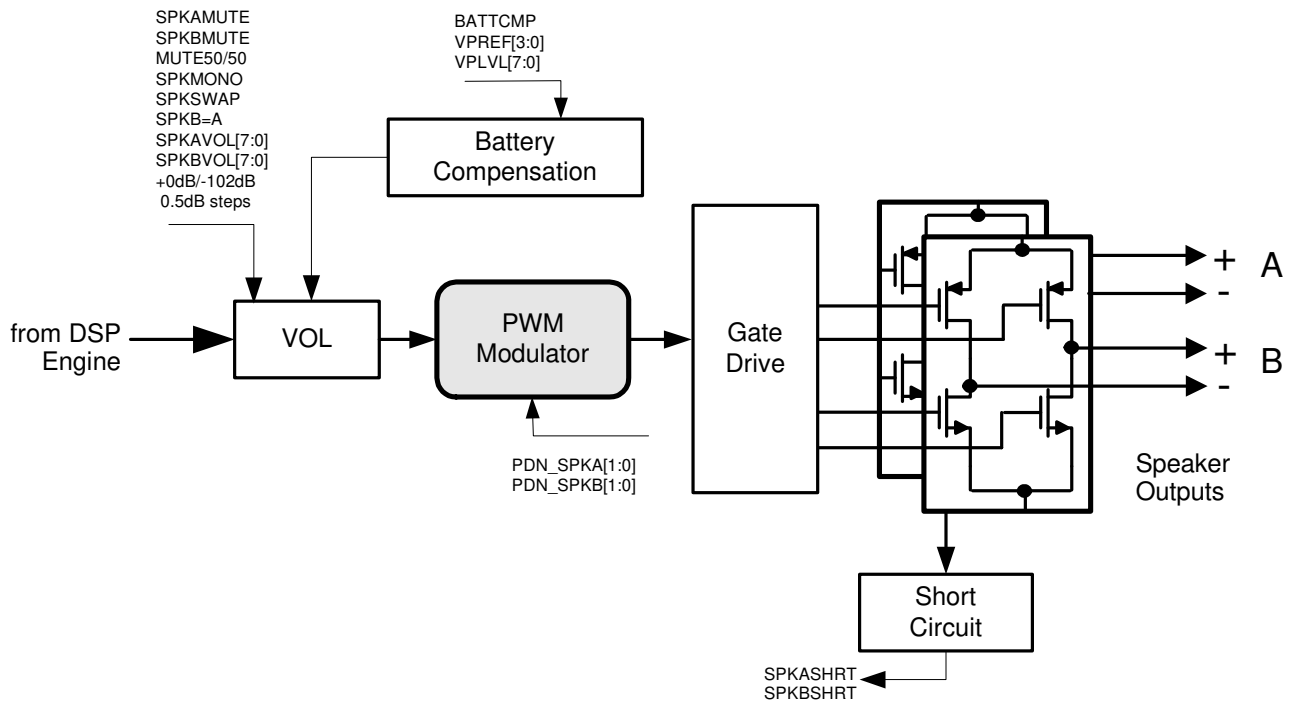 SPKAMUTE
SPKBMUTE
MUTE50/50
SPKMONO
SPKSWAP
SPKB=A
SPKAVOL[7:0]
SPKBVOL[7:0]
+0dB/-102dB
0.5dB steps
BATTCMP
VPREF[3:0]
VPLVL[7:0]
Battery
Compensation
from DSP
Engine
VOL
PWM
Modulator
PDN_SPKA[1:0]
PDN_SPKB[1:0]
Gate
Drive
+
A
-
+
B
-
Speaker
Outputs
Short
Circuit
SPKASHRT
SPKBSHRT